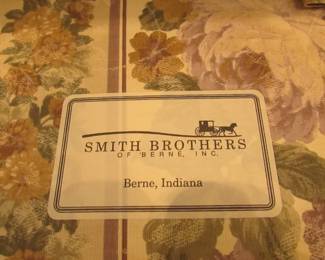 SMITH BROTHERS
OF BERNE, INC.
Berne, Indiana